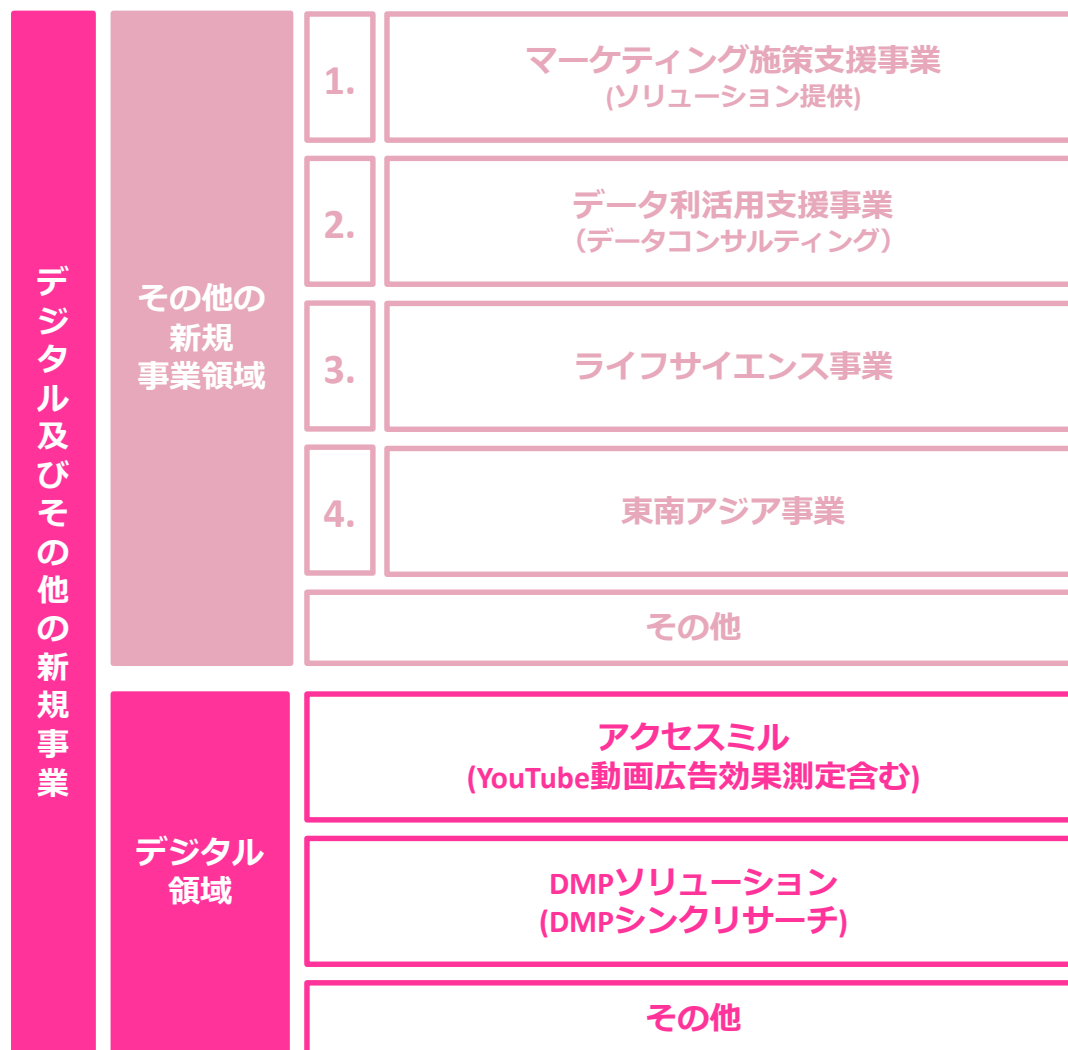 デジタル及びその他の新規事業
その他の
新規
事業領域
1.
マーケティング施策支援事業
(ソリューション提供)
2.
データ利活用支援事業
（データコンサルティング）
3.
ライフサイエンス事業
4.
東南アジア事業
その他
デジタル
領域
アクセスミル
(YouTube動画広告効果測定含む)
DMPソリューション
(DMPシンクリサーチ)
その他